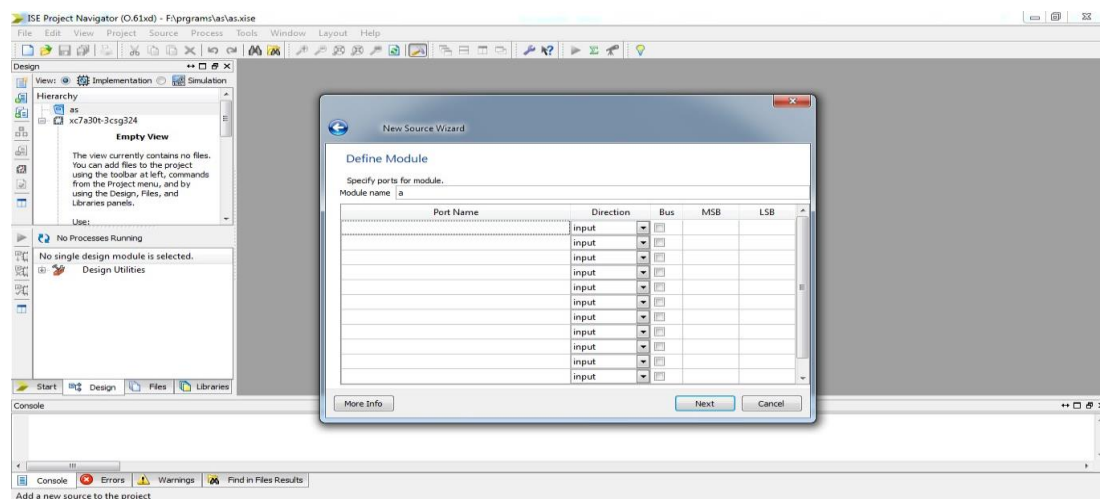 ISE Project Navigator (O.61xd) - F:\prgrams\as\as.xise
File Edit View Project Source Process Tools Window Layout Help
Design
View: Implementation Simulation
Hierarchy
as
xc7a30t-3csg324
Empty View
The view currently contains no files.
You can add files to the project
using the toolbar at left, commands
from the Project menu, and by
using the Design, Files, and
Libraries panels.
Use:
No Processes Running
No single design module is selected.
Design Utilities
Start Design Files Libraries
New Source Wizard
Define Module
Specify ports for module.
Module name a
Port Name Direction Bus MSB LSB
input
input
input
input
input
input
input
input
input
input
input
More Info Next Cancel
Console
Console Errors Warnings Find in Files Results
Add a new source to the project